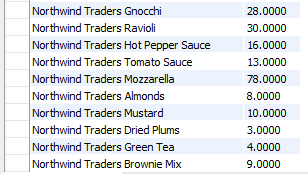 Northwind Traders Gnocchi 28.0000
Northwind Traders Ravioli 30.0000
Northwind Traders Hot Pepper Sauce 16.0000
Northwind Traders Tomato Sauce 13.0000
Northwind Traders Mozzarella 78.0000
Northwind Traders Almonds 8.0000
Northwind Traders Mustard 10.0000
Northwind Traders Dried Plums 3.0000
Northwind Traders Green Tea 4.0000
Northwind Traders Brownie Mix 9.0000